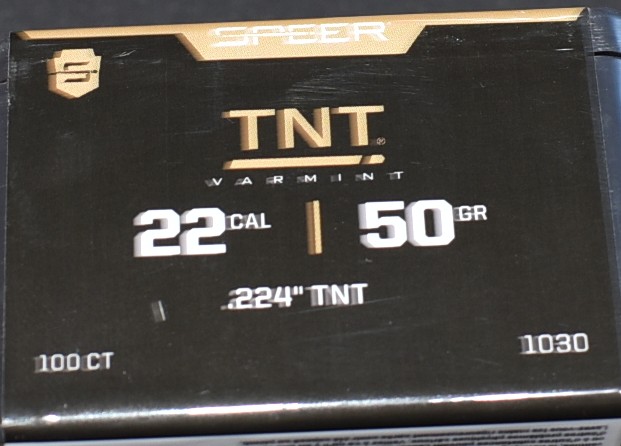 SPEER
S
TNT®
VARMINT
22 CAL | 50 GR
.224" TNT
100 CT
1030